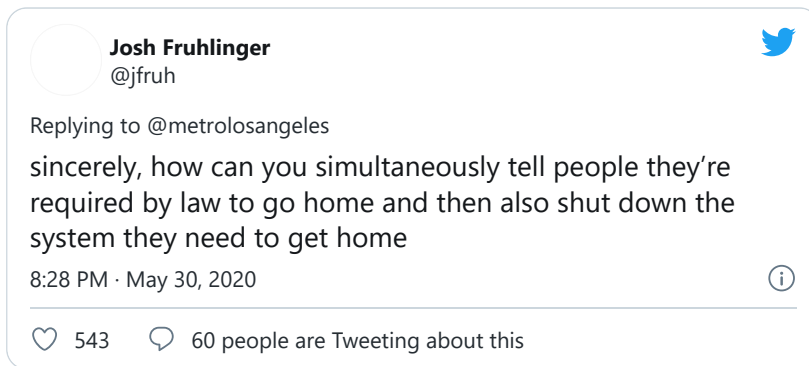 Josh Fruhlinger
@jfruh
Replying to @metrolosangeles
sincerely, how can you simultaneously tell people they’re
required by law to go home and then also shut down the
system they need to get home
8:28 PM · May 30, 2020
543 60 people are Tweeting about this